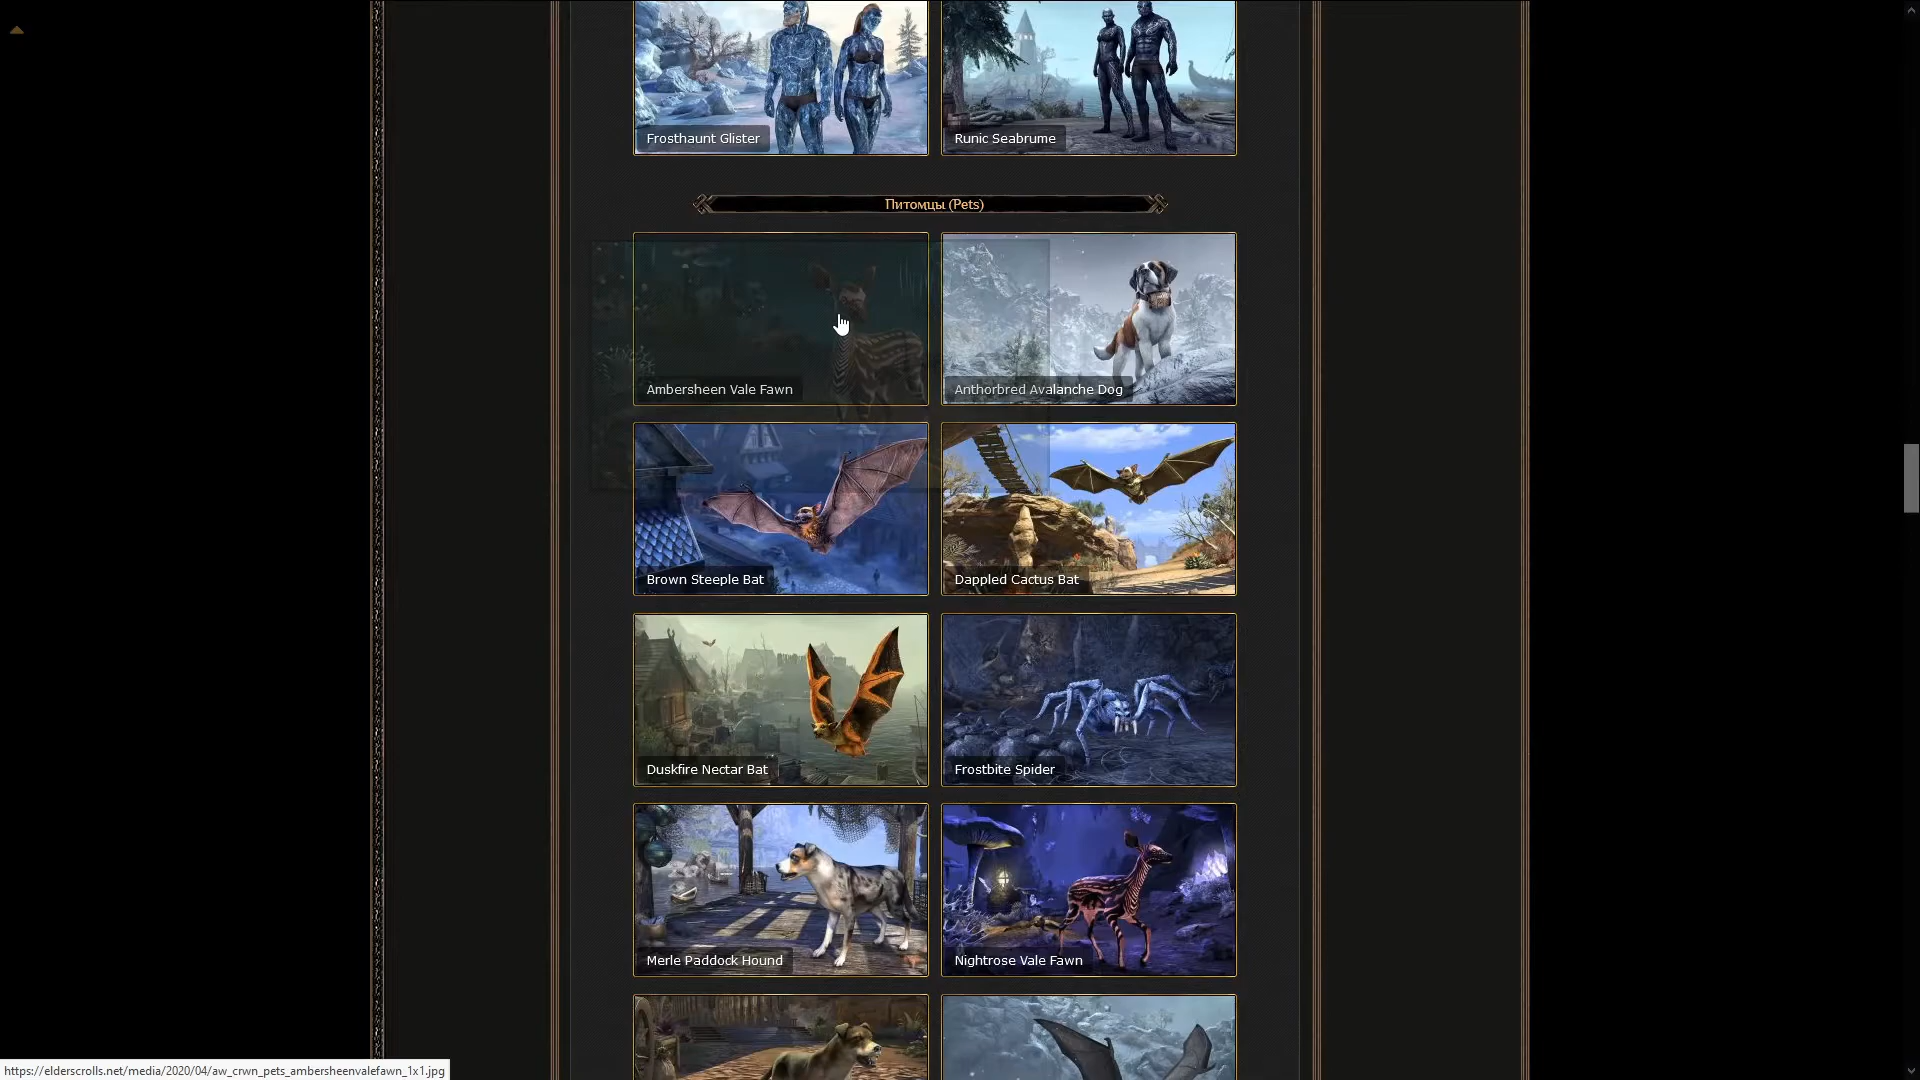 Frosthaunt Glister
Runic Seabrume
Питомцы (Pets)
Ambersheen Vale Fawn
Anthorbred Avalanche Dog
Brown Steeple Bat
Dappled Cactus Bat
Duskfire Nectar Bat
Frostbite Spider
Merle Paddock Hound
Nightrose Vale Fawn
https://elderscrolls.net/media/2020/04/aw_crwn_pets_ambersheenvalefawn_1x1.jpg